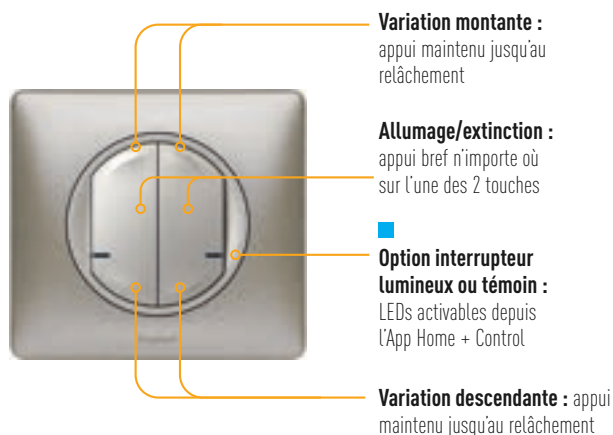 Variation montante :
appui maintenu jusqu'au
relâchement
Allumage/extinction :
appui bref n'importe où
sur l'une des 2 touches
Option interrupteur
lumineux ou témoin :
LEDs activables depuis
l'App Home + Control
Variation descendante : appui
maintenu jusqu'au relâchement